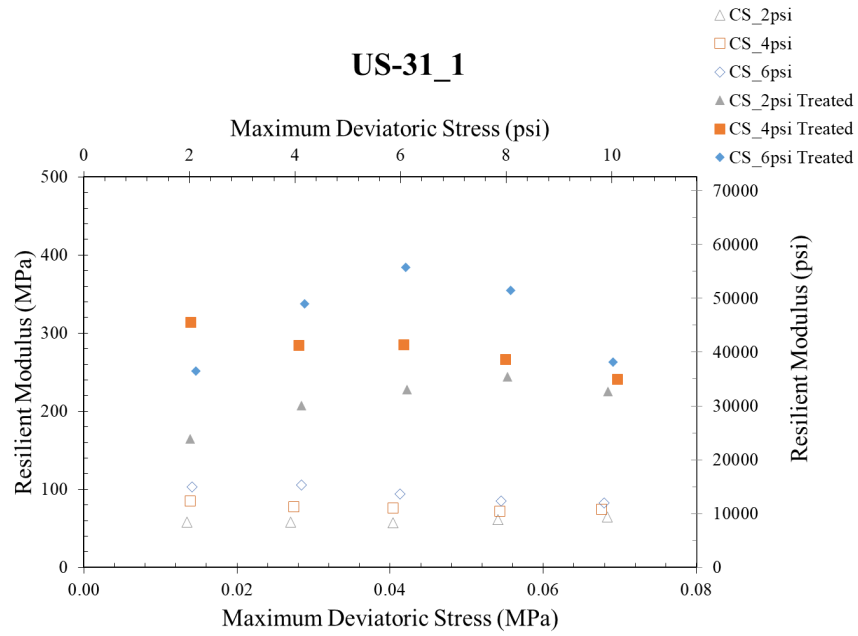 US-31_1
CS_2psi
CS_4psi
CS_6psi
CS_2psi Treated
CS_4psi Treated
CS_6psi Treated
Maximum Deviatoric Stress (psi)
0 2 4 6 8 10
500
400
300
200
100
0
Resilient Modulus (MPa)
70000
60000
50000
40000
30000
20000
10000
0
Resilient Modulus (psi)
0.00 0.02 0.04 0.06 0.08
Maximum Deviatoric Stress (MPa)